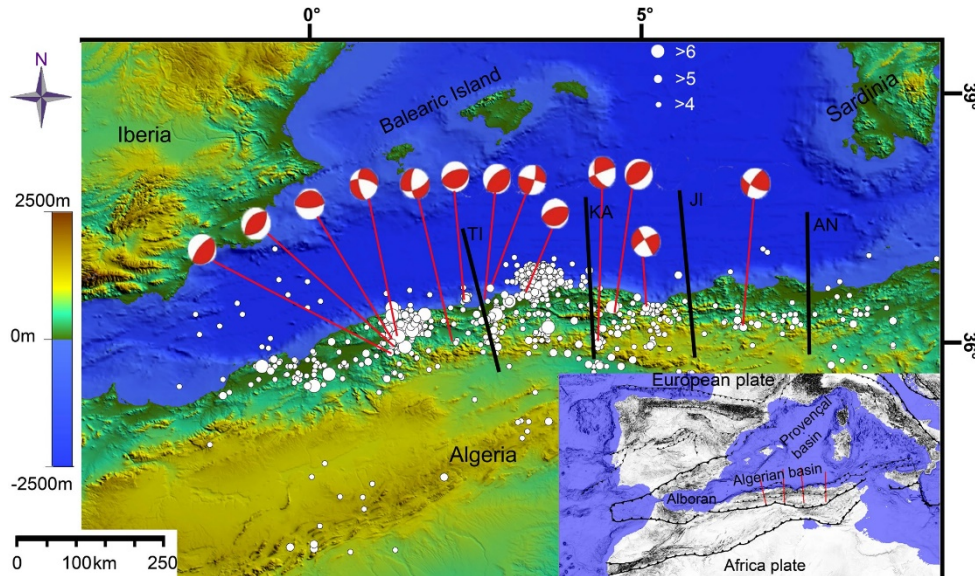 0°
5°
N
>6
>5
>4
39°
Balearic Island
Sardinia
Iberia
2500m
TI
KA
JI
AN
0m
36°
European plate
Provençal
basin
Algeria
Algerian basin
-2500m
Alboran
0
100km
250
Africa plate